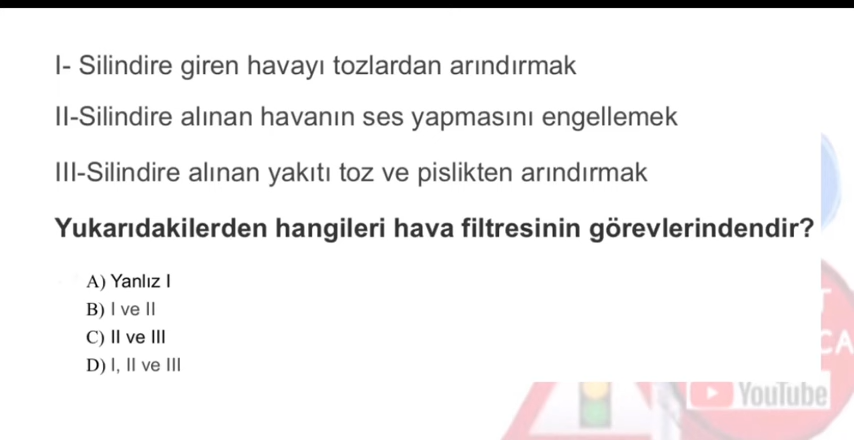 I- Silindire giren havayı tozlardan arındırmak
II-Silindire alınan havanın ses yapmasını engellemek
III-Silindire alınan yakıtı toz ve pislikten arındırmak
Yukarıdakilerden hangileri hava filtresinin görevlerindendir?
A) Yanlız I
B) I ve II
C) II ve III
D) I, II ve III
YouTube